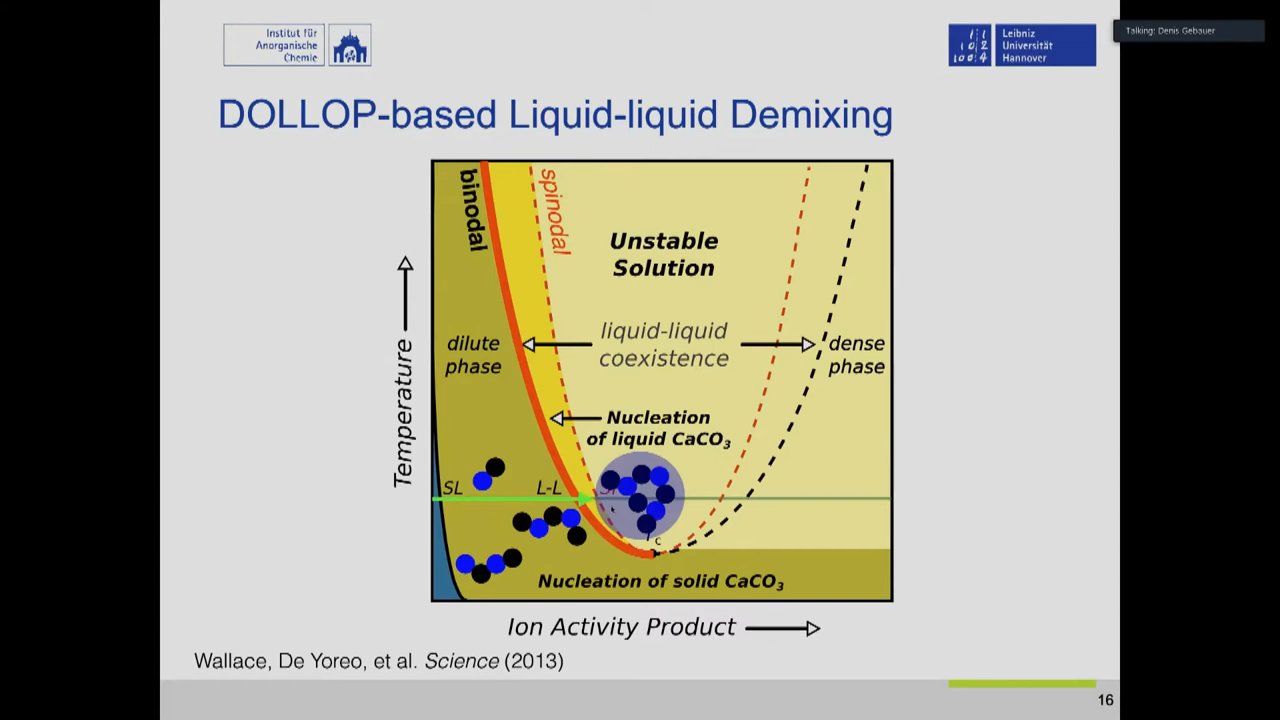 Institut für
Anorganische
Chemie
Leibniz
Universität
Hannover
Talking: Denis Gebauer
DOLLOP-based Liquid-liquid Demixing
binodal
spinodal
Unstable
Solution
liquid-liquid
coexistence
dilute
phase
dense
phase
Nucleation
of liquid CaCO₃
Temperature
SL
L-L
Nucleation of solid CaCO₃
Ion Activity Product
Wallace, De Yoreo, et al. Science (2013)
16